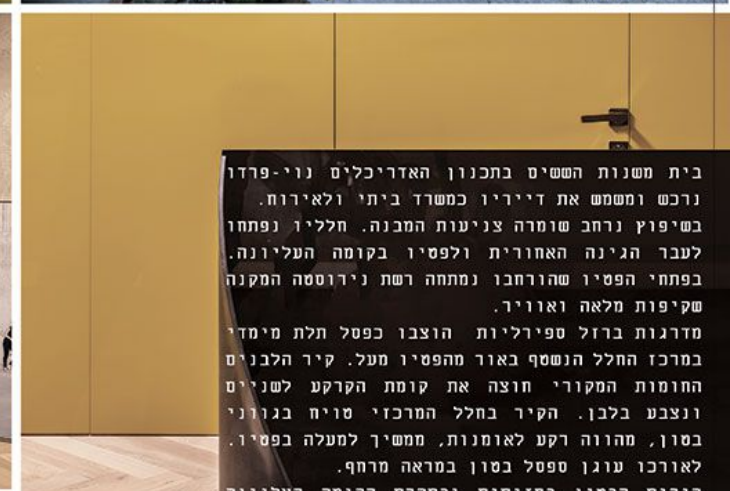 בית משנות הששים בתכנון האדריכלים נוי-פרדו
נרכש ומשמש את דייריו כמשרד ביתי ולאירוח.
בשיפוץ נרחב שומרה צניעות המבנה. חלליו נפתחו
לעבר הגינה האחורית ולפטיו בקומה העליונה.
בפתחי הפטיו שהורחבו נמתחה רשת נירוסטה המקנה
שקיפות מלאה ואוויר.
מדרגות ברזל ספירליות הוצבו כפסל תלת מימדי
במרכז החלל הנשטף באור מהפטיו מעל. קיר הלבנים
החומות המקורי חוצה את קומת הקרקע לשניים
ונצבע בלבן. הקיר בחלל המרכזי טויח בגווני
בטון, מהווה רקע לאומנות, ממשיך למעלה בפטיו.
לאורכו עוגן ספסל בטון במראה מרחף.